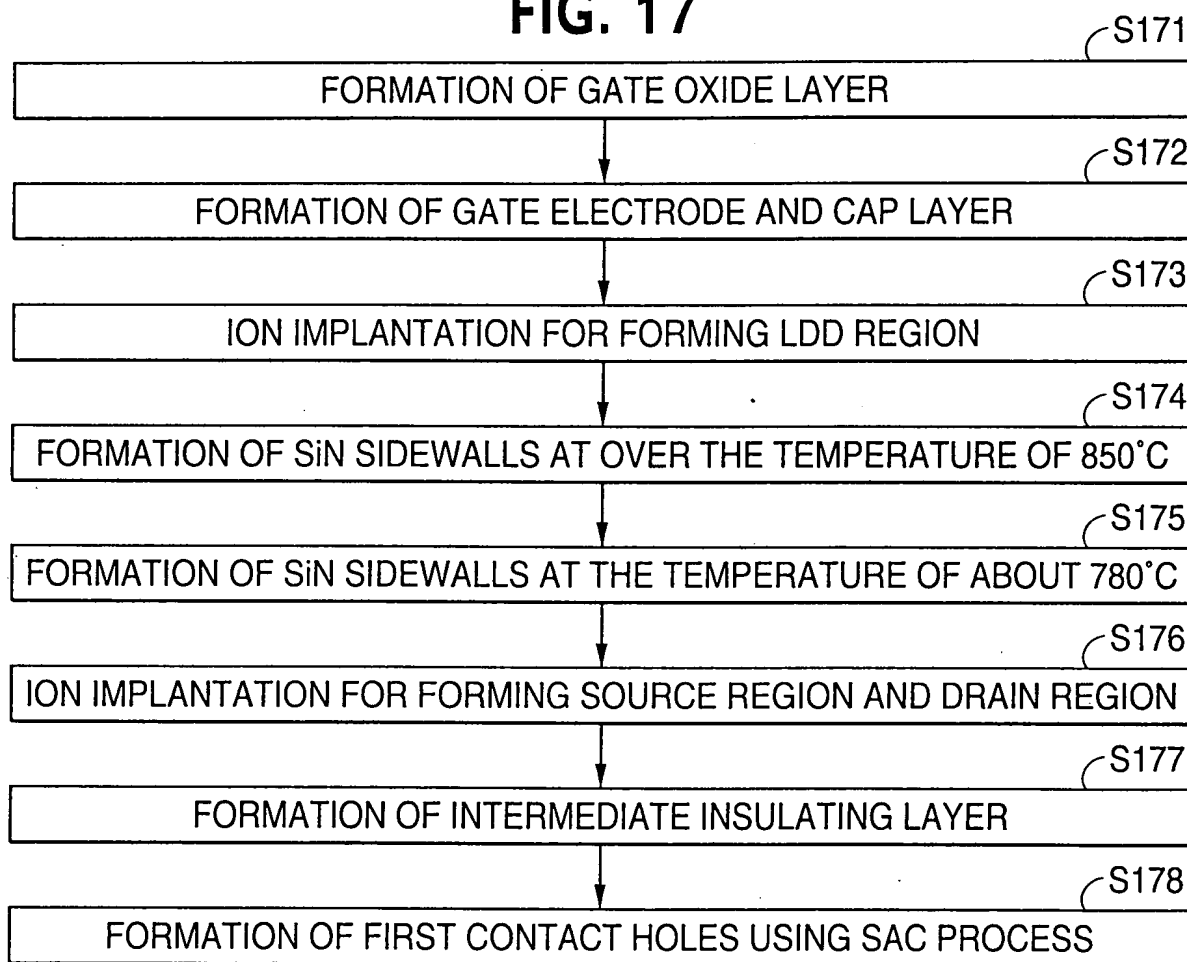 FIG. 17
S171
FORMATION OF GATE OXIDE LAYER
S172
FORMATION OF GATE ELECTRODE AND CAP LAYER
S173
ION IMPLANTATION FOR FORMING LDD REGION
S174
FORMATION OF SiN SIDEWALLS AT OVER THE TEMPERATURE OF 850°C
S175
FORMATION OF SiN SIDEWALLS AT THE TEMPERATURE OF ABOUT 780°C
S176
ION IMPLANTATION FOR FORMING SOURCE REGION AND DRAIN REGION
S177
FORMATION OF INTERMEDIATE INSULATING LAYER
S178
FORMATION OF FIRST CONTACT HOLES USING SAC PROCESS